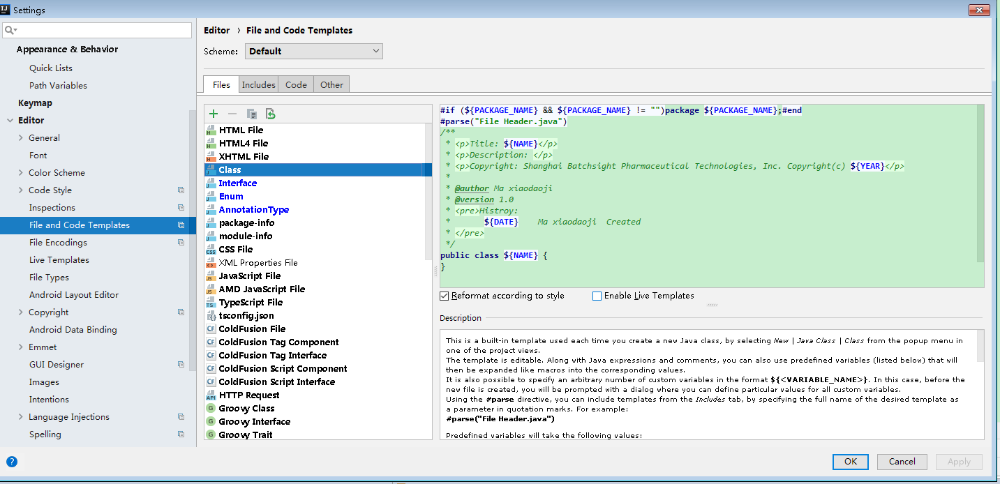 Settings
Editor › File and Code Templates
Scheme: Default
Appearance & Behavior
Quick Lists
Path Variables
Keymap
Editor
General
Font
Color Scheme
Code Style
Inspections
File and Code Templates
File Encodings
Live Templates
File Types
Android Layout Editor
Copyright
Android Data Binding
Emmet
GUI Designer
Images
Intentions
Language Injections
Spelling
Files Includes Code Other
HTML File
HTML4 File
XHTML File
Class
Interface
Enum
AnnotationType
package-info
module-info
CSS File
XML Properties File
JavaScript File
AMD JavaScript File
TypeScript File
tsconfig.json
ColdFusion File
ColdFusion Tag Component
ColdFusion Tag Interface
ColdFusion Script Component
ColdFusion Script Interface
HTTP Request
Groovy Class
Groovy Interface
Groovy Trait
#if (${PACKAGE_NAME} && ${PACKAGE_NAME} != "")package ${PACKAGE_NAME};#end
#parse("File Header.java")
/**
* <p>Title: ${NAME}</p>
* <p>Description: </p>
* <p>Copyright: Shanghai Batchsight Pharmaceutical Technologies, Inc. Copyright(c) ${YEAR}</p>
*
* @author Ma xiaodaoji
* @version 1.0
* <pre>Histroy:
* ${DATE} Ma xiaodaoji Created
* </pre>
*/
public class ${NAME} {
}
Reformat according to style Enable Live Templates
Description
This is a built-in template used each time you create a new Java class, by selecting New | Java Class | Class from the popup menu in
one of the project views.
The template is editable. Along with Java expressions and comments, you can also use predefined variables (listed below) that will
then be expanded like macros into the corresponding values.
It is also possible to specify an arbitrary number of custom variables in the format ${<VARIABLE_NAME>}. In this case, before the
new file is created, you will be prompted with a dialog where you can define particular values for all custom variables.
Using the #parse directive, you can include templates from the Includes tab, by specifying the full name of the desired template as
a parameter in quotation marks. For example:
#parse("File Header.java")
Predefined variables will take the following values:
OK Cancel Apply